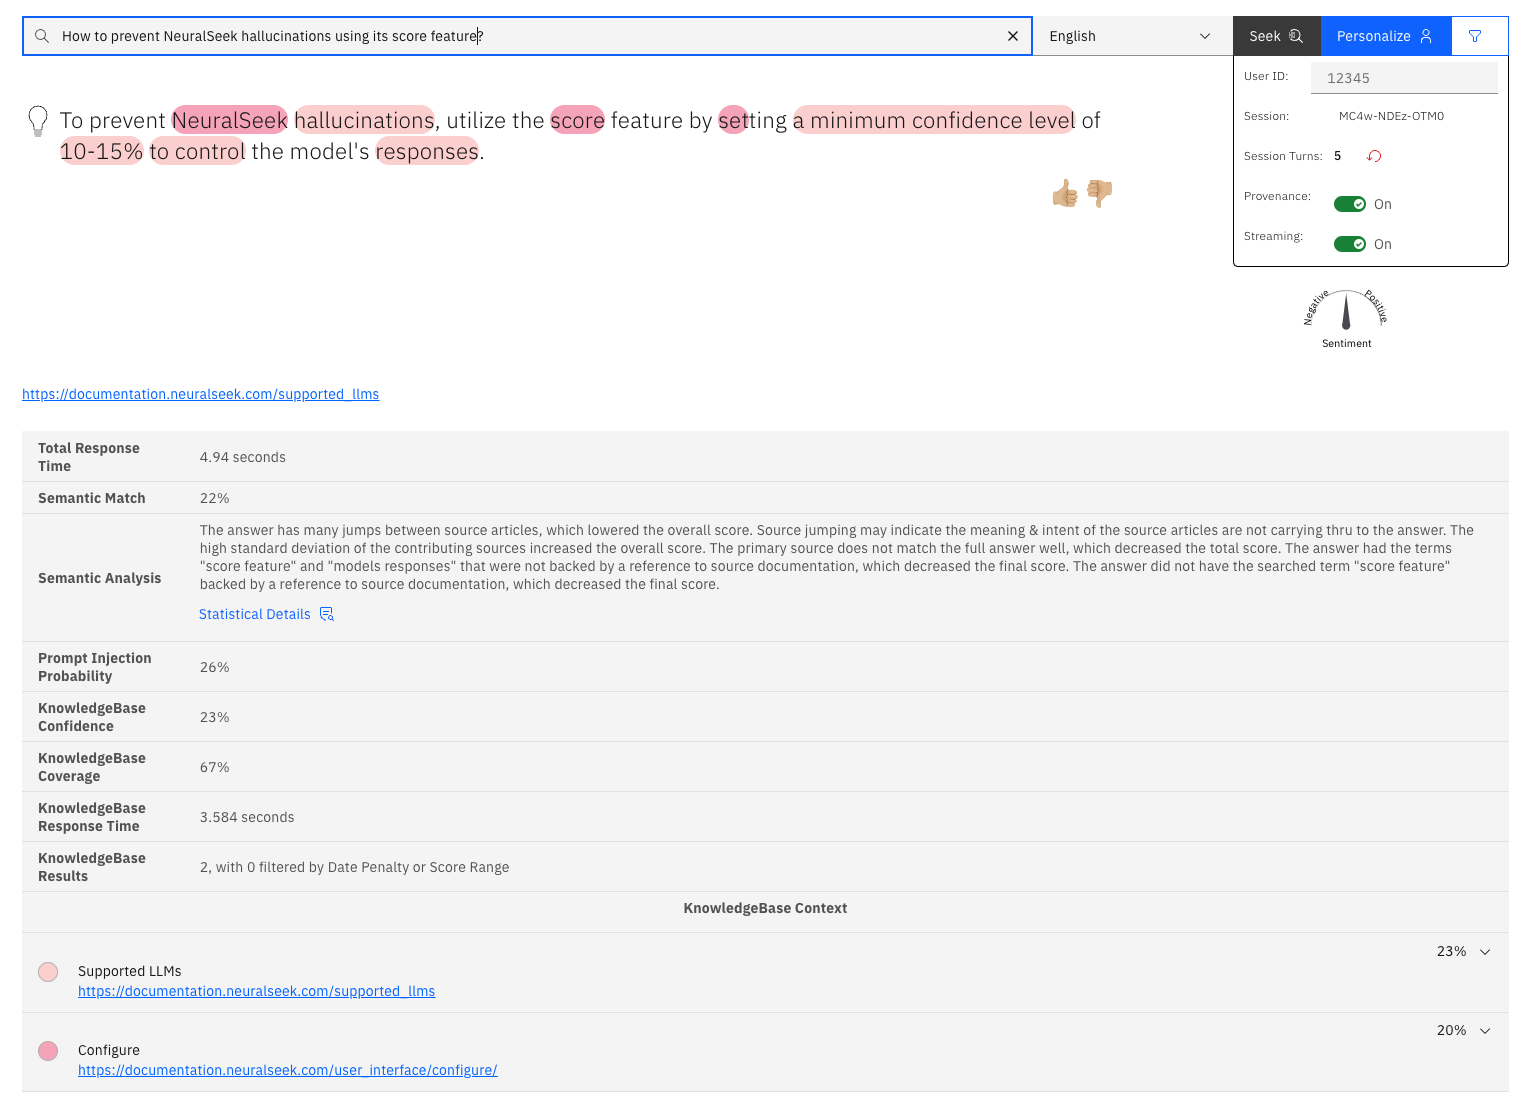 How to prevent NeuralSeek hallucinations using its score feature?
English
Seek
Personalize
User ID:
12345
Session:
MC4w-NDEz-OTM0
Session Turns:
5
Provenance:
On
Streaming:
On
To prevent NeuralSeek hallucinations, utilize the score feature by setting a minimum confidence level of
10-15% to control the model's responses.
Negative
Positive
Sentiment
https://documentation.neuralseek.com/supported_llms
Total Response
Time
4.94 seconds
Semantic Match
22%
Semantic Analysis
The answer has many jumps between source articles, which lowered the overall score. Source jumping may indicate the meaning & intent of the source articles are not carrying thru to the answer. The
high standard deviation of the contributing sources increased the overall score. The primary source does not match the full answer well, which decreased the total score. The answer had the terms
"score feature" and "models responses" that were not backed by a reference to source documentation, which decreased the final score. The answer did not have the searched term "score feature"
backed by a reference to source documentation, which decreased the final score.
Statistical Details
Prompt Injection
Probability
26%
KnowledgeBase
Confidence
23%
KnowledgeBase
Coverage
67%
KnowledgeBase
Response Time
3.584 seconds
KnowledgeBase
Results
2, with 0 filtered by Date Penalty or Score Range
KnowledgeBase Context
23%
Supported LLMs
https://documentation.neuralseek.com/supported_llms
20%
Configure
https://documentation.neuralseek.com/user_interface/configure/